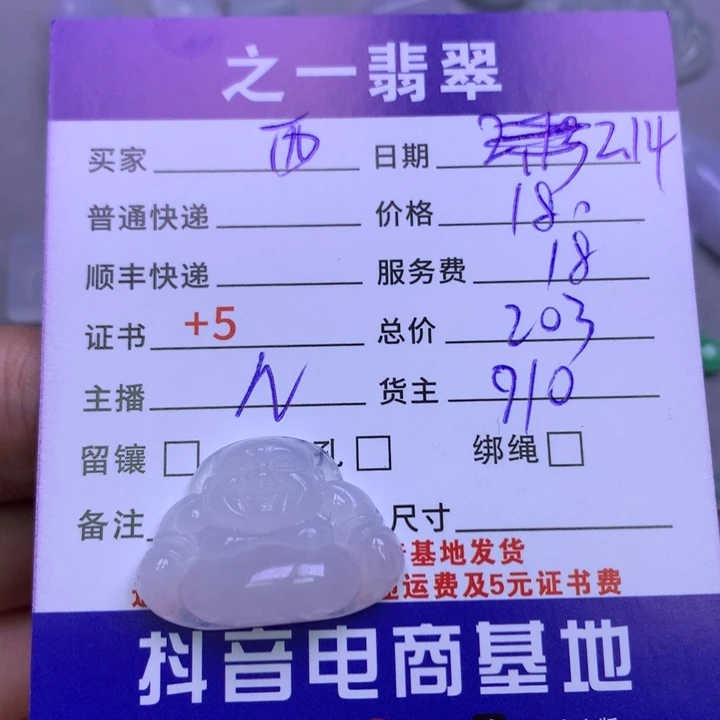 之一翡翠
买家 西 日期 2.14
普通快递 价格 180
顺丰快递 服务费 18
证书 +5 总价 203
主播 N 货主 910
留镶 孔 绑绳
备注 尺寸
基地发货
运费及5元证书费
抖音电商基地